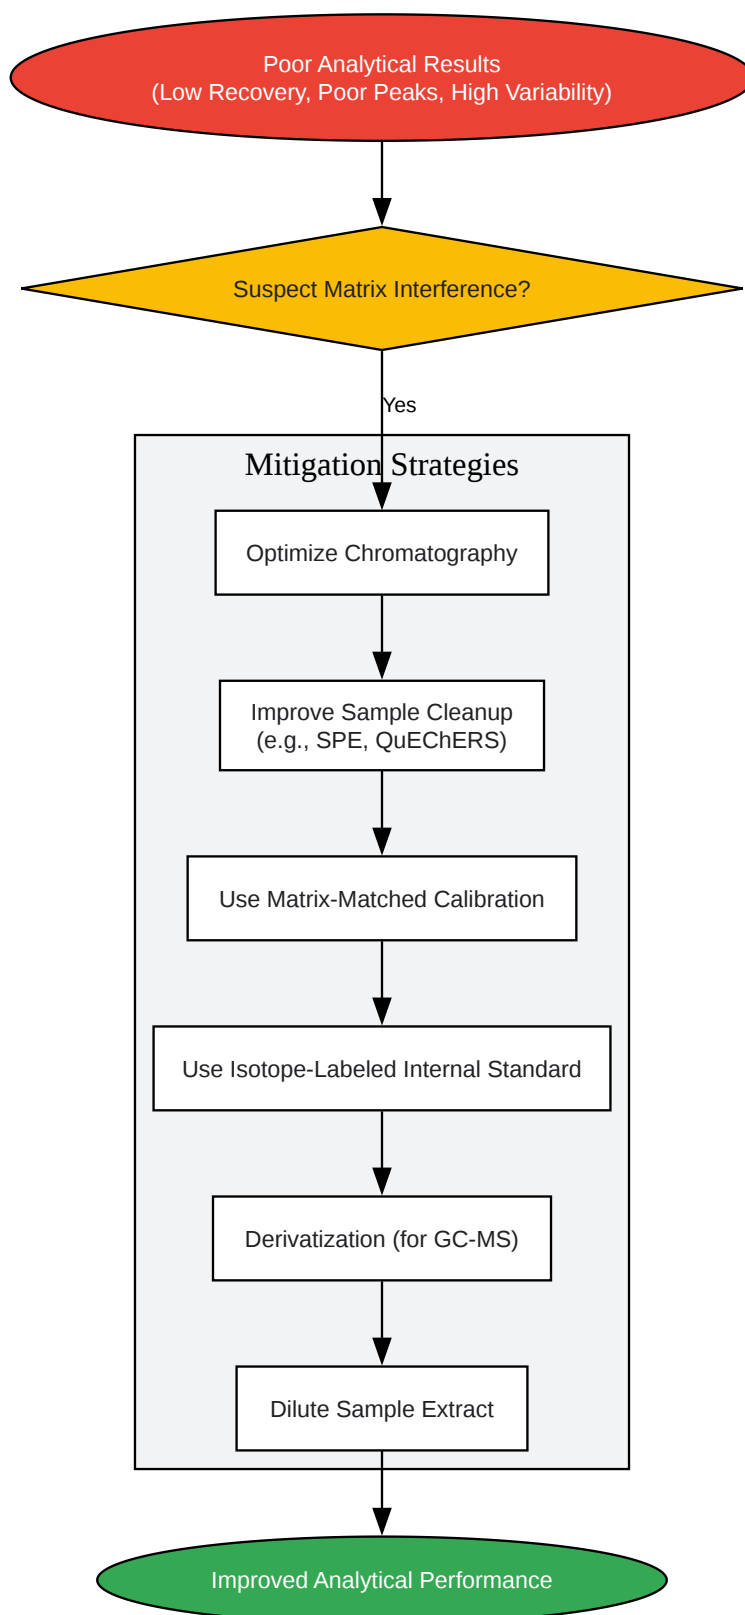 Poor Analytical Results
(Low Recovery, Poor Peaks, High Variability)
Suspect Matrix Interference?
Yes
Mitigation Strategies
Optimize Chromatography
Improve Sample Cleanup
(e.g., SPE, QuEChERS)
Use Matrix-Matched Calibration
Use Isotope-Labeled Internal Standard
Derivatization (for GC-MS)
Dilute Sample Extract
Improved Analytical Performance